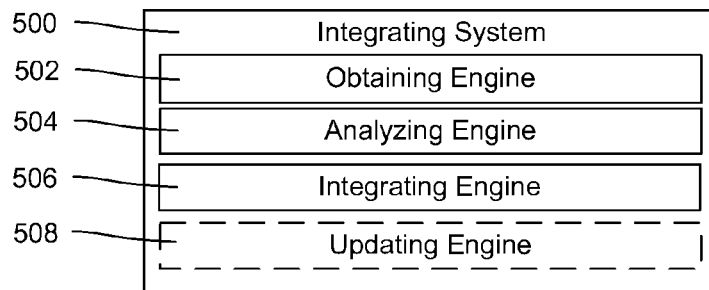 500 Integrating System
502 Obtaining Engine
504 Analyzing Engine
506 Integrating Engine
508 Updating Engine